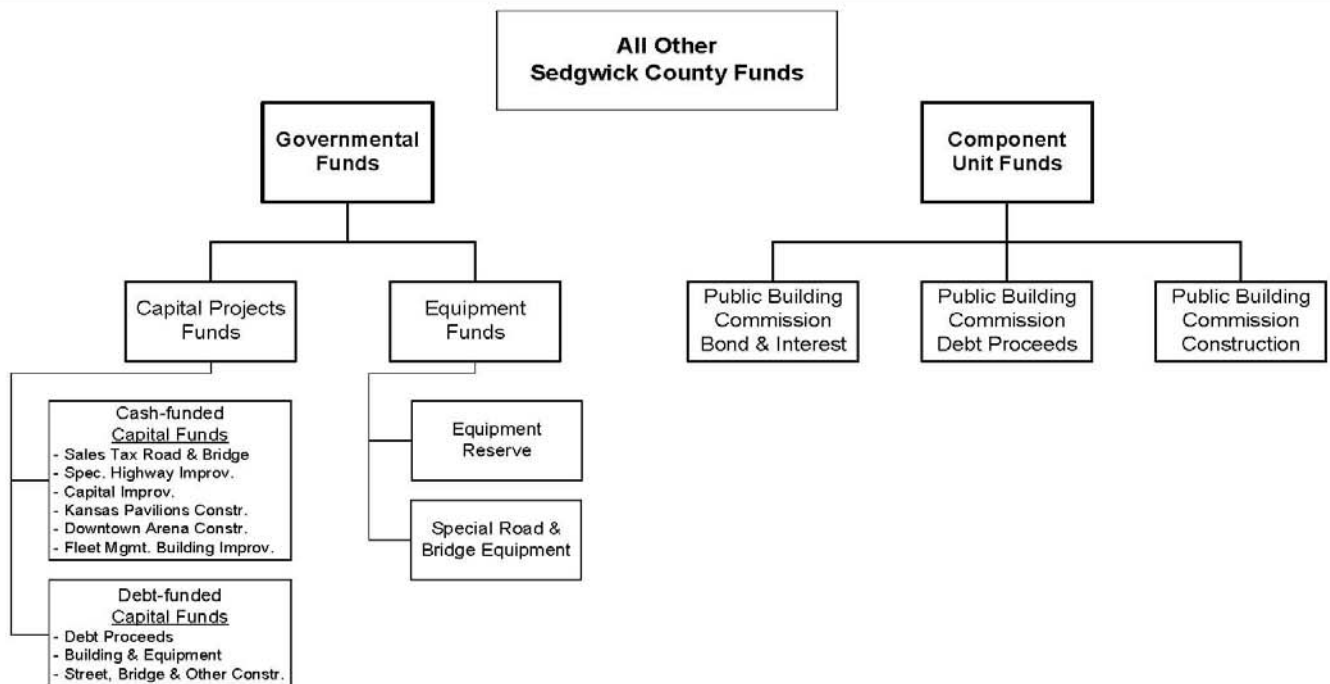 All Other
Sedgwick County Funds
Governmental
Funds
Component
Unit Funds
Capital Projects
Funds
Equipment
Funds
Public Building
Commission
Bond & Interest
Public Building
Commission
Debt Proceeds
Public Building
Commission
Construction
Cash-funded
Capital Funds
- Sales Tax Road & Bridge
- Spec. Highway Improv.
- Capital Improv.
- Kansas Pavilions Constr.
- Downtown Arena Constr.
- Fleet Mgmt. Building Improv.
Equipment
Reserve
Special Road &
Bridge Equipment
Debt-funded
Capital Funds
- Debt Proceeds
- Building & Equipment
- Street, Bridge & Other Constr.